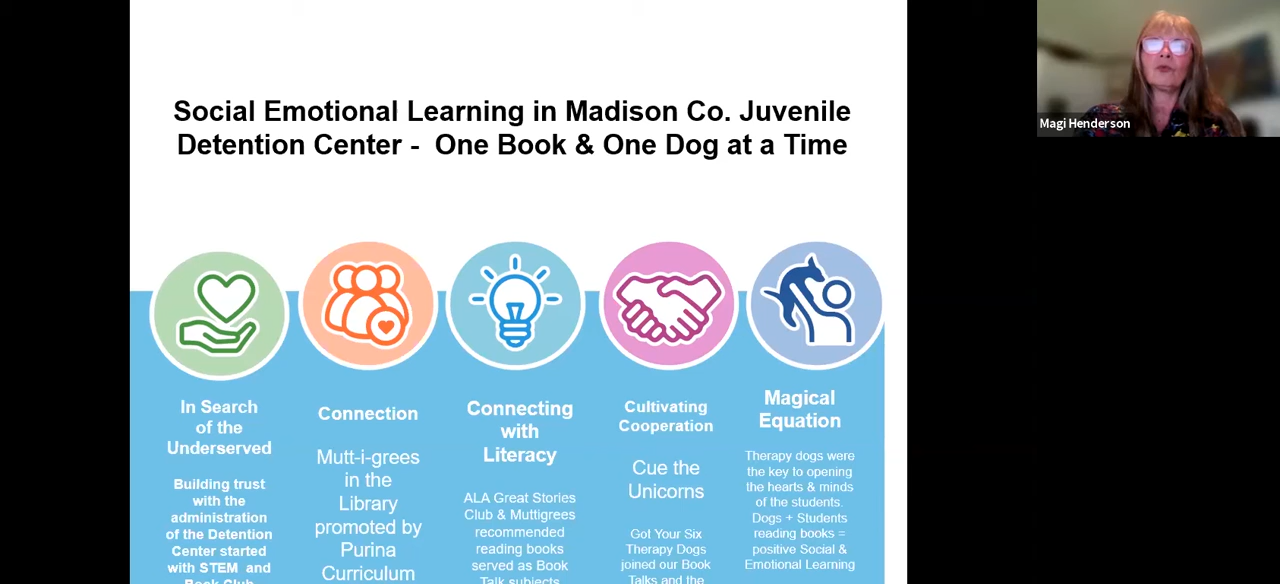 Social Emotional Learning in Madison Co. Juvenile
Detention Center - One Book & One Dog at a Time
Magi Henderson
In Search
of the
Underserved
Building trust
with the
administration
of the Detention
Center started
with STEM and
Book Club
Connection
Mutt-i-grees
in the
Library
promoted by
Purina
Curriculum
Connecting
with
Literacy
ALA Great Stories
Club & Muttigrees
recommended
reading books
served as Book
Talk subjects
Cultivating
Cooperation
Cue the
Unicorns
Got Your Six
Therapy Dogs
joined our Book
Talks and the
Magical
Equation
Therapy dogs were
the key to opening
the hearts & minds
of the students.
Dogs + Students
reading books =
positive Social &
Emotional Learning